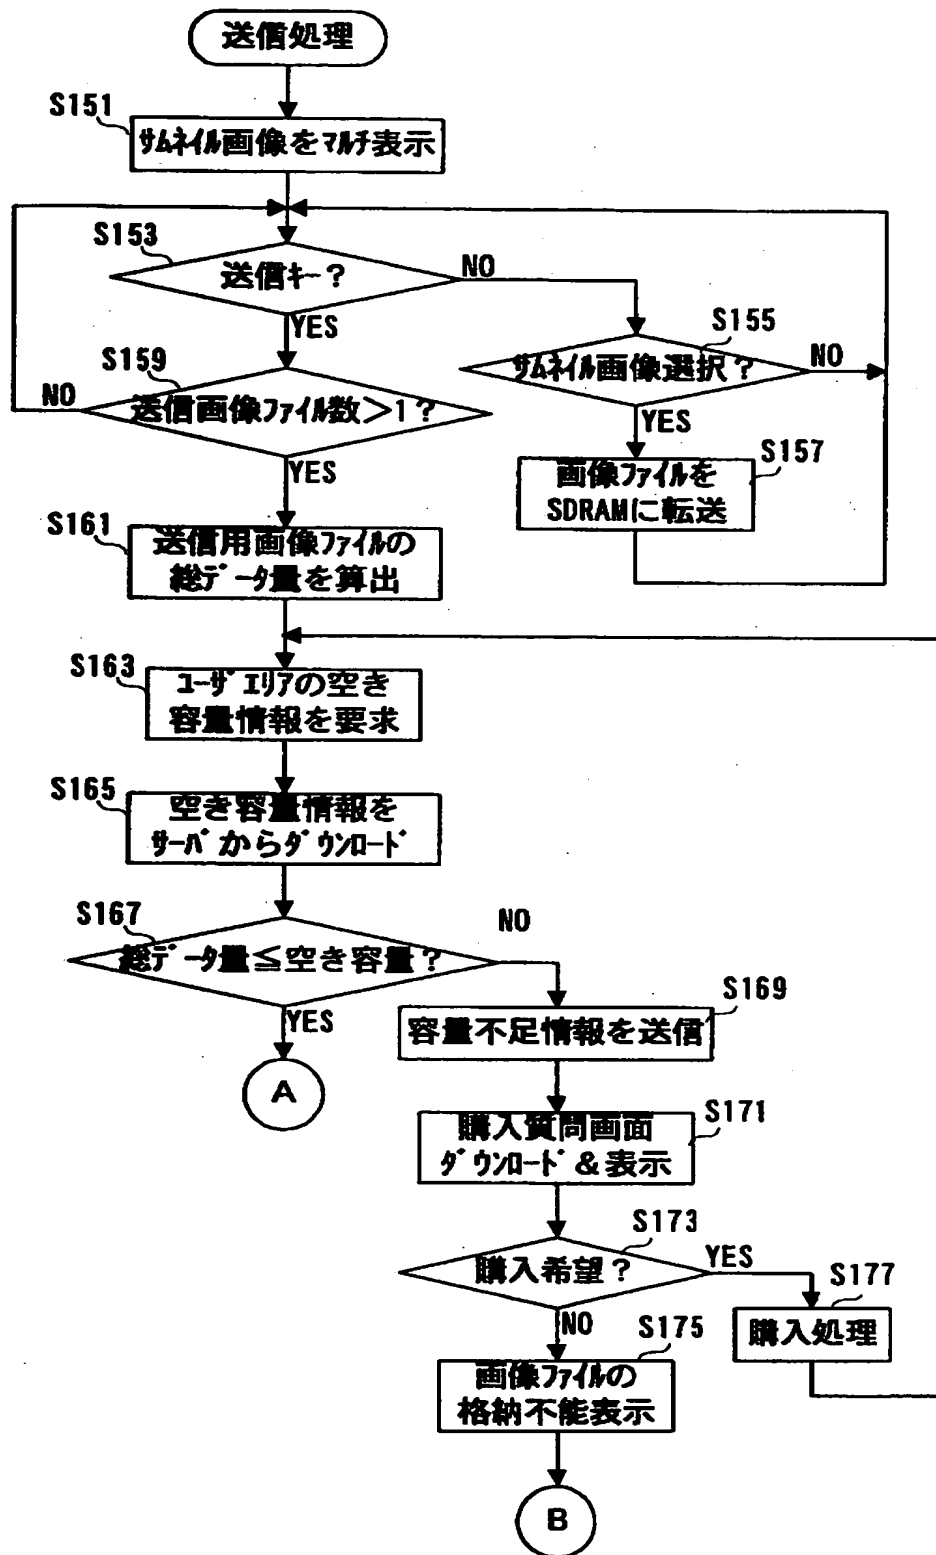 送信処理
S151
ｻﾑﾈｲﾙ画像をﾏﾙﾁ表示
S153
送信ｷｰ？
NO
YES
S155
ｻﾑﾈｲﾙ画像選択？
NO
YES
S157
画像ﾌｧｲﾙを
SDRAMに転送
S159
送信画像ﾌｧｲﾙ数＞1？
NO
YES
S161
送信用画像ﾌｧｲﾙの
総ﾃﾞｰﾀ量を算出
S163
ﾕｰｻﾞｴﾘｱの空き
容量情報を要求
S165
空き容量情報を
ｻｰﾊﾞからﾀﾞｳﾝﾛｰﾄﾞ
S167
総ﾃﾞｰﾀ量≦空き容量？
NO
YES
A
S169
容量不足情報を送信
S171
購入質問画面
ﾀﾞｳﾝﾛｰﾄﾞ＆表示
S173
購入希望？
YES
NO
S177
購入処理
S175
画像ﾌｧｲﾙの
格納不能表示
B